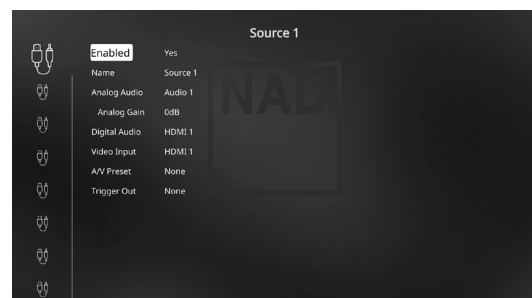 Source 1
Enabled Yes
Name Source 1
Analog Audio Audio 1
Analog Gain 0dB
Digital Audio HDMI 1
Video Input HDMI 1
A/V Preset None
Trigger Out None
NAD